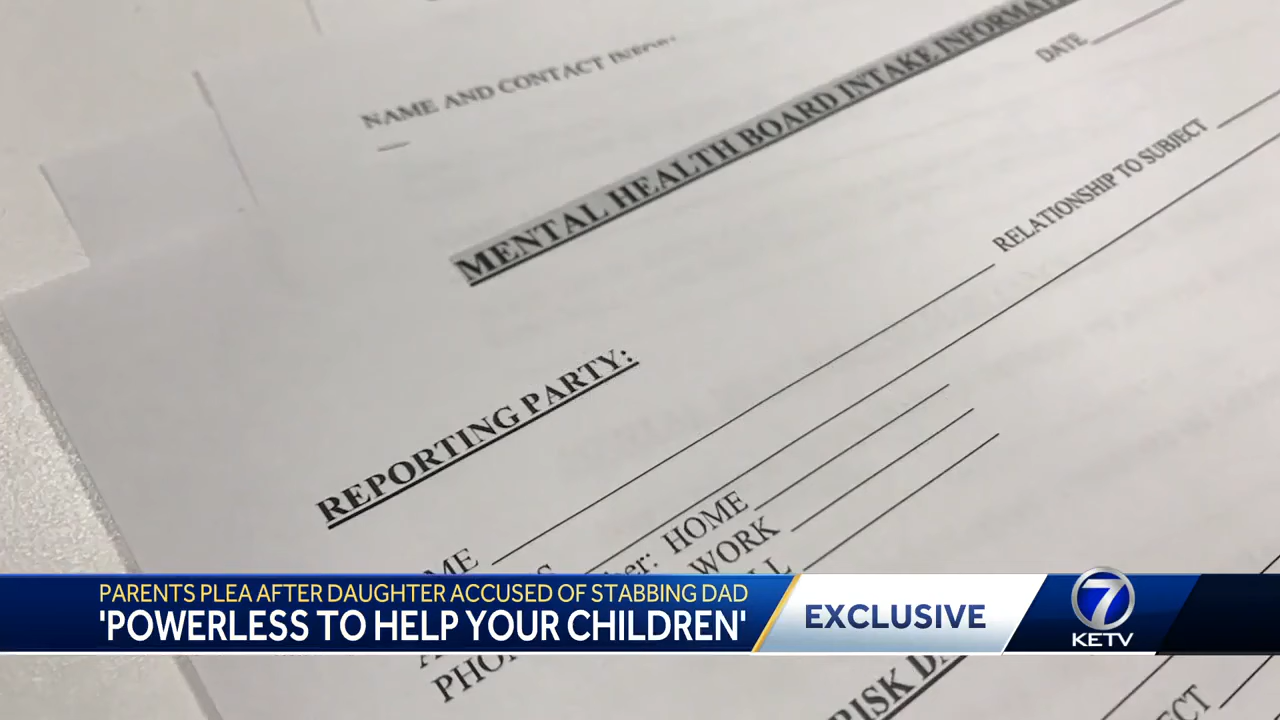 NAME AND CONTACT
MENTAL HEALTH BOARD INTAKE
DATE
RELATIONSHIP TO SUBJECT
REPORTING PARTY:
HOME
WORK
PARENTS PLEA AFTER DAUGHTER ACCUSED OF STABBING DAD
'POWERLESS TO HELP YOUR CHILDREN'
EXCLUSIVE
7
KETV
RISK